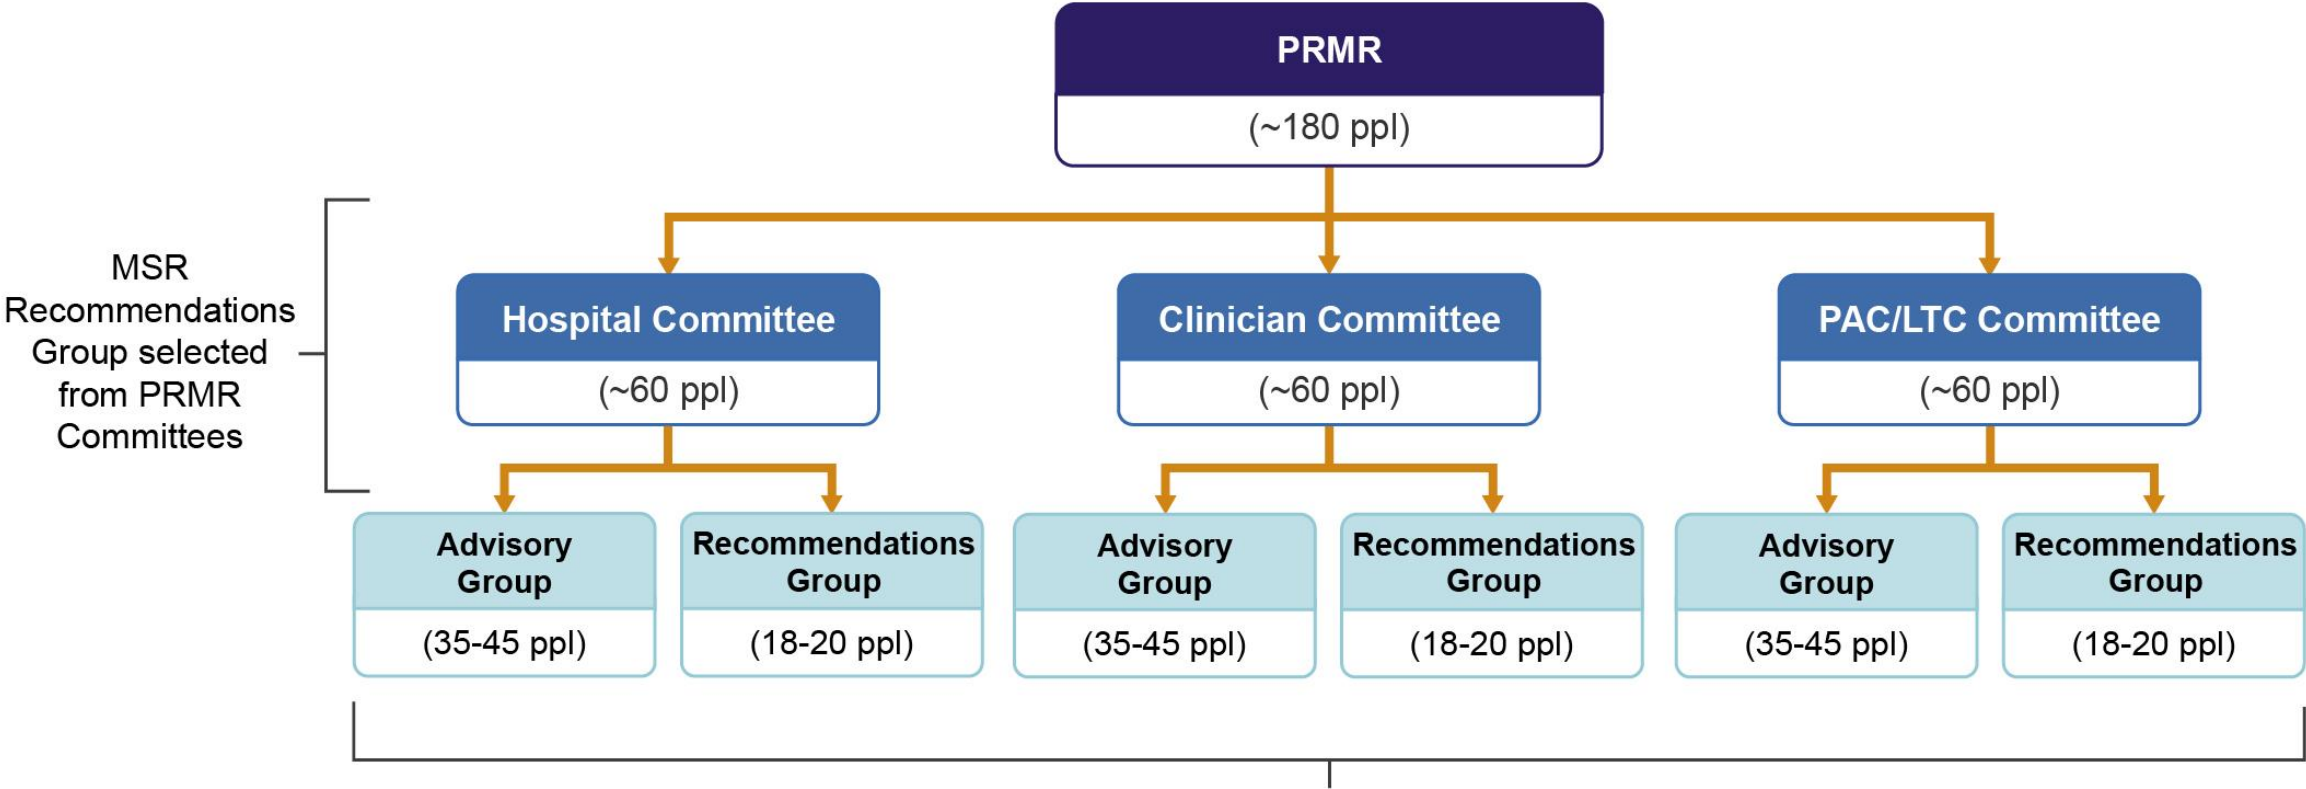 PRMR
(~180 ppl)
MSR
Recommendations
Group selected
from PRMR
Committees
Hospital Committee
(~60 ppl)
Clinician Committee
(~60 ppl)
PAC/LTC Committee
(~60 ppl)
Advisory
Group
(35-45 ppl)
Recommendations
Group
(18-20 ppl)
Advisory
Group
(35-45 ppl)
Recommendations
Group
(18-20 ppl)
Advisory
Group
(35-45 ppl)
Recommendations
Group
(18-20 ppl)